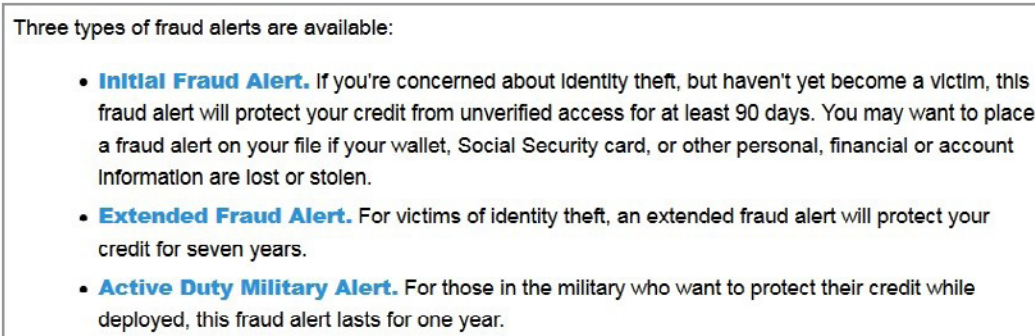 Three types of fraud alerts are available:
• Initial Fraud Alert. If you're concerned about identity theft, but haven't yet become a victim, this
fraud alert will protect your credit from unverified access for at least 90 days. You may want to place
a fraud alert on your file if your wallet, Social Security card, or other personal, financial or account
information are lost or stolen.
• Extended Fraud Alert. For victims of identity theft, an extended fraud alert will protect your
credit for seven years.
• Active Duty Military Alert. For those in the military who want to protect their credit while
deployed, this fraud alert lasts for one year.